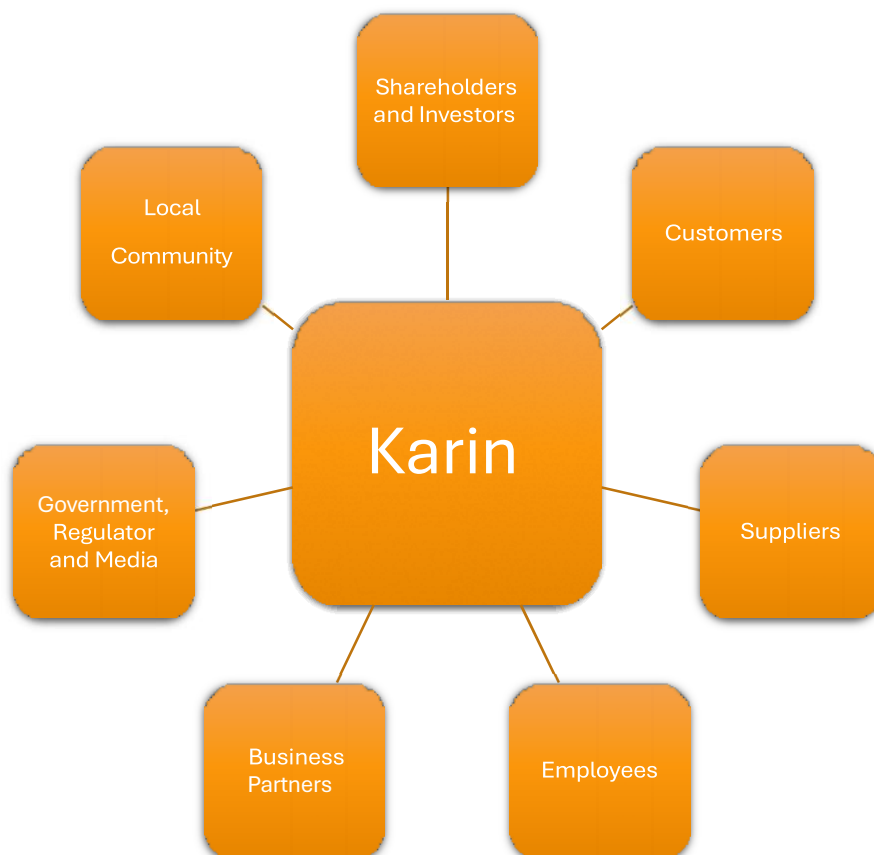 Shareholders
and Investors
Local
Community
Customers
Karin
Government,
Regulator
and Media
Suppliers
Business
Partners
Employees